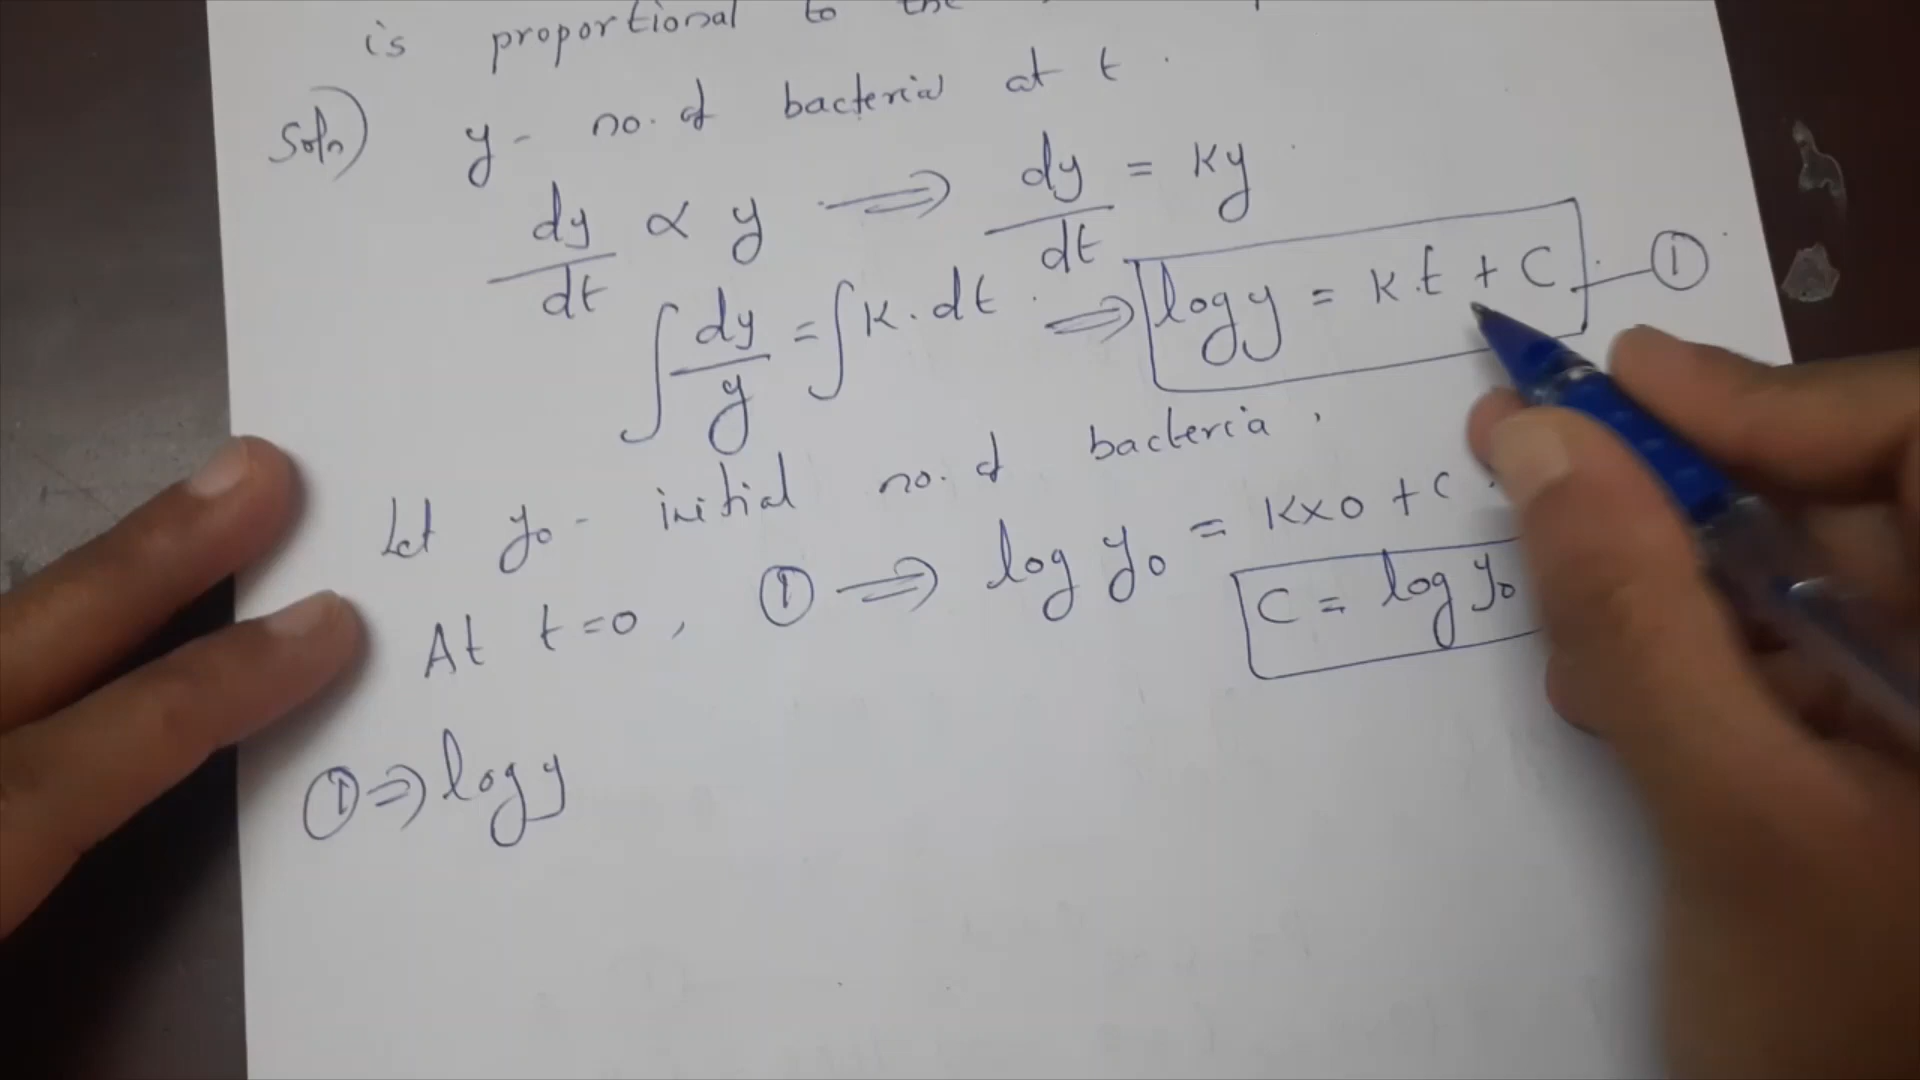 is proportional to the
Soln) y - no. of bacteria at t.
dy/dt ∝ y ⟹ dy/dt = ky
∫ dy/y = ∫ k. dt ⟹ log y = k.t + C — ①
Let y₀ - initial no. of bacteria.
At t=0, ① ⟹ log y₀ = k×0 + c
C = log y₀
① ⟹ log y